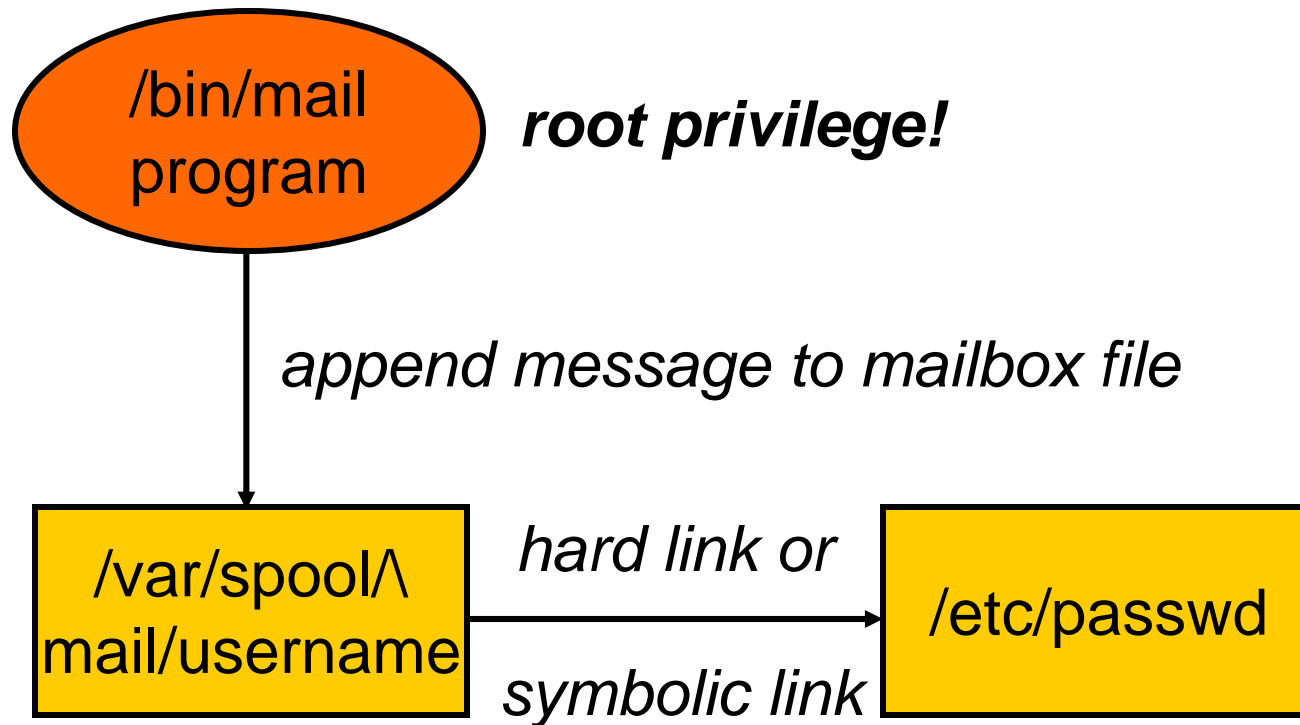 /bin/mail
program
root privilege!
append message to mailbox file
/var/spool/\
mail/username
hard link or
symbolic link
/etc/passwd